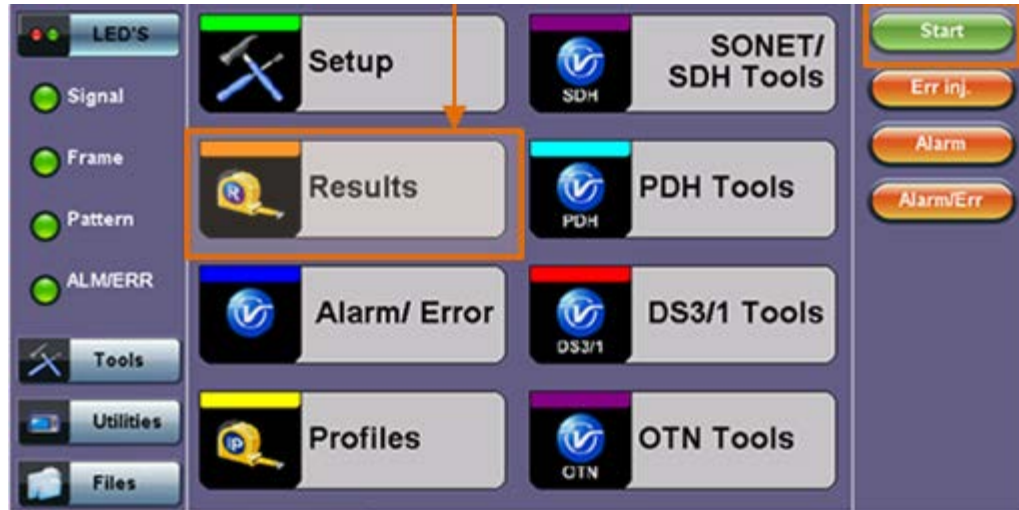 LED'S
Signal
Frame
Pattern
ALM/ERR
Tools
Utilities
Files
Setup
R
Results
Alarm/ Error
IP
Profiles
SDH
SONET/
SDH Tools
PDH
PDH Tools
DS3/1
DS3/1 Tools
OTN
OTN Tools
Start
Err inj.
Alarm
Alarm/Err